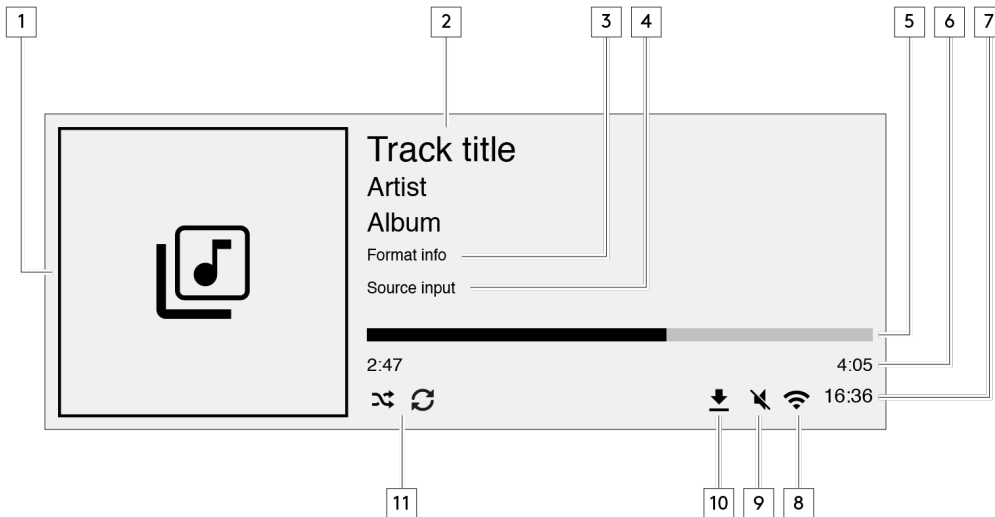 1 2 3 4 5 6 7
Track title
Artist
Album
Format info
Source input
2:47 4:05
16:36
11 10 9 8